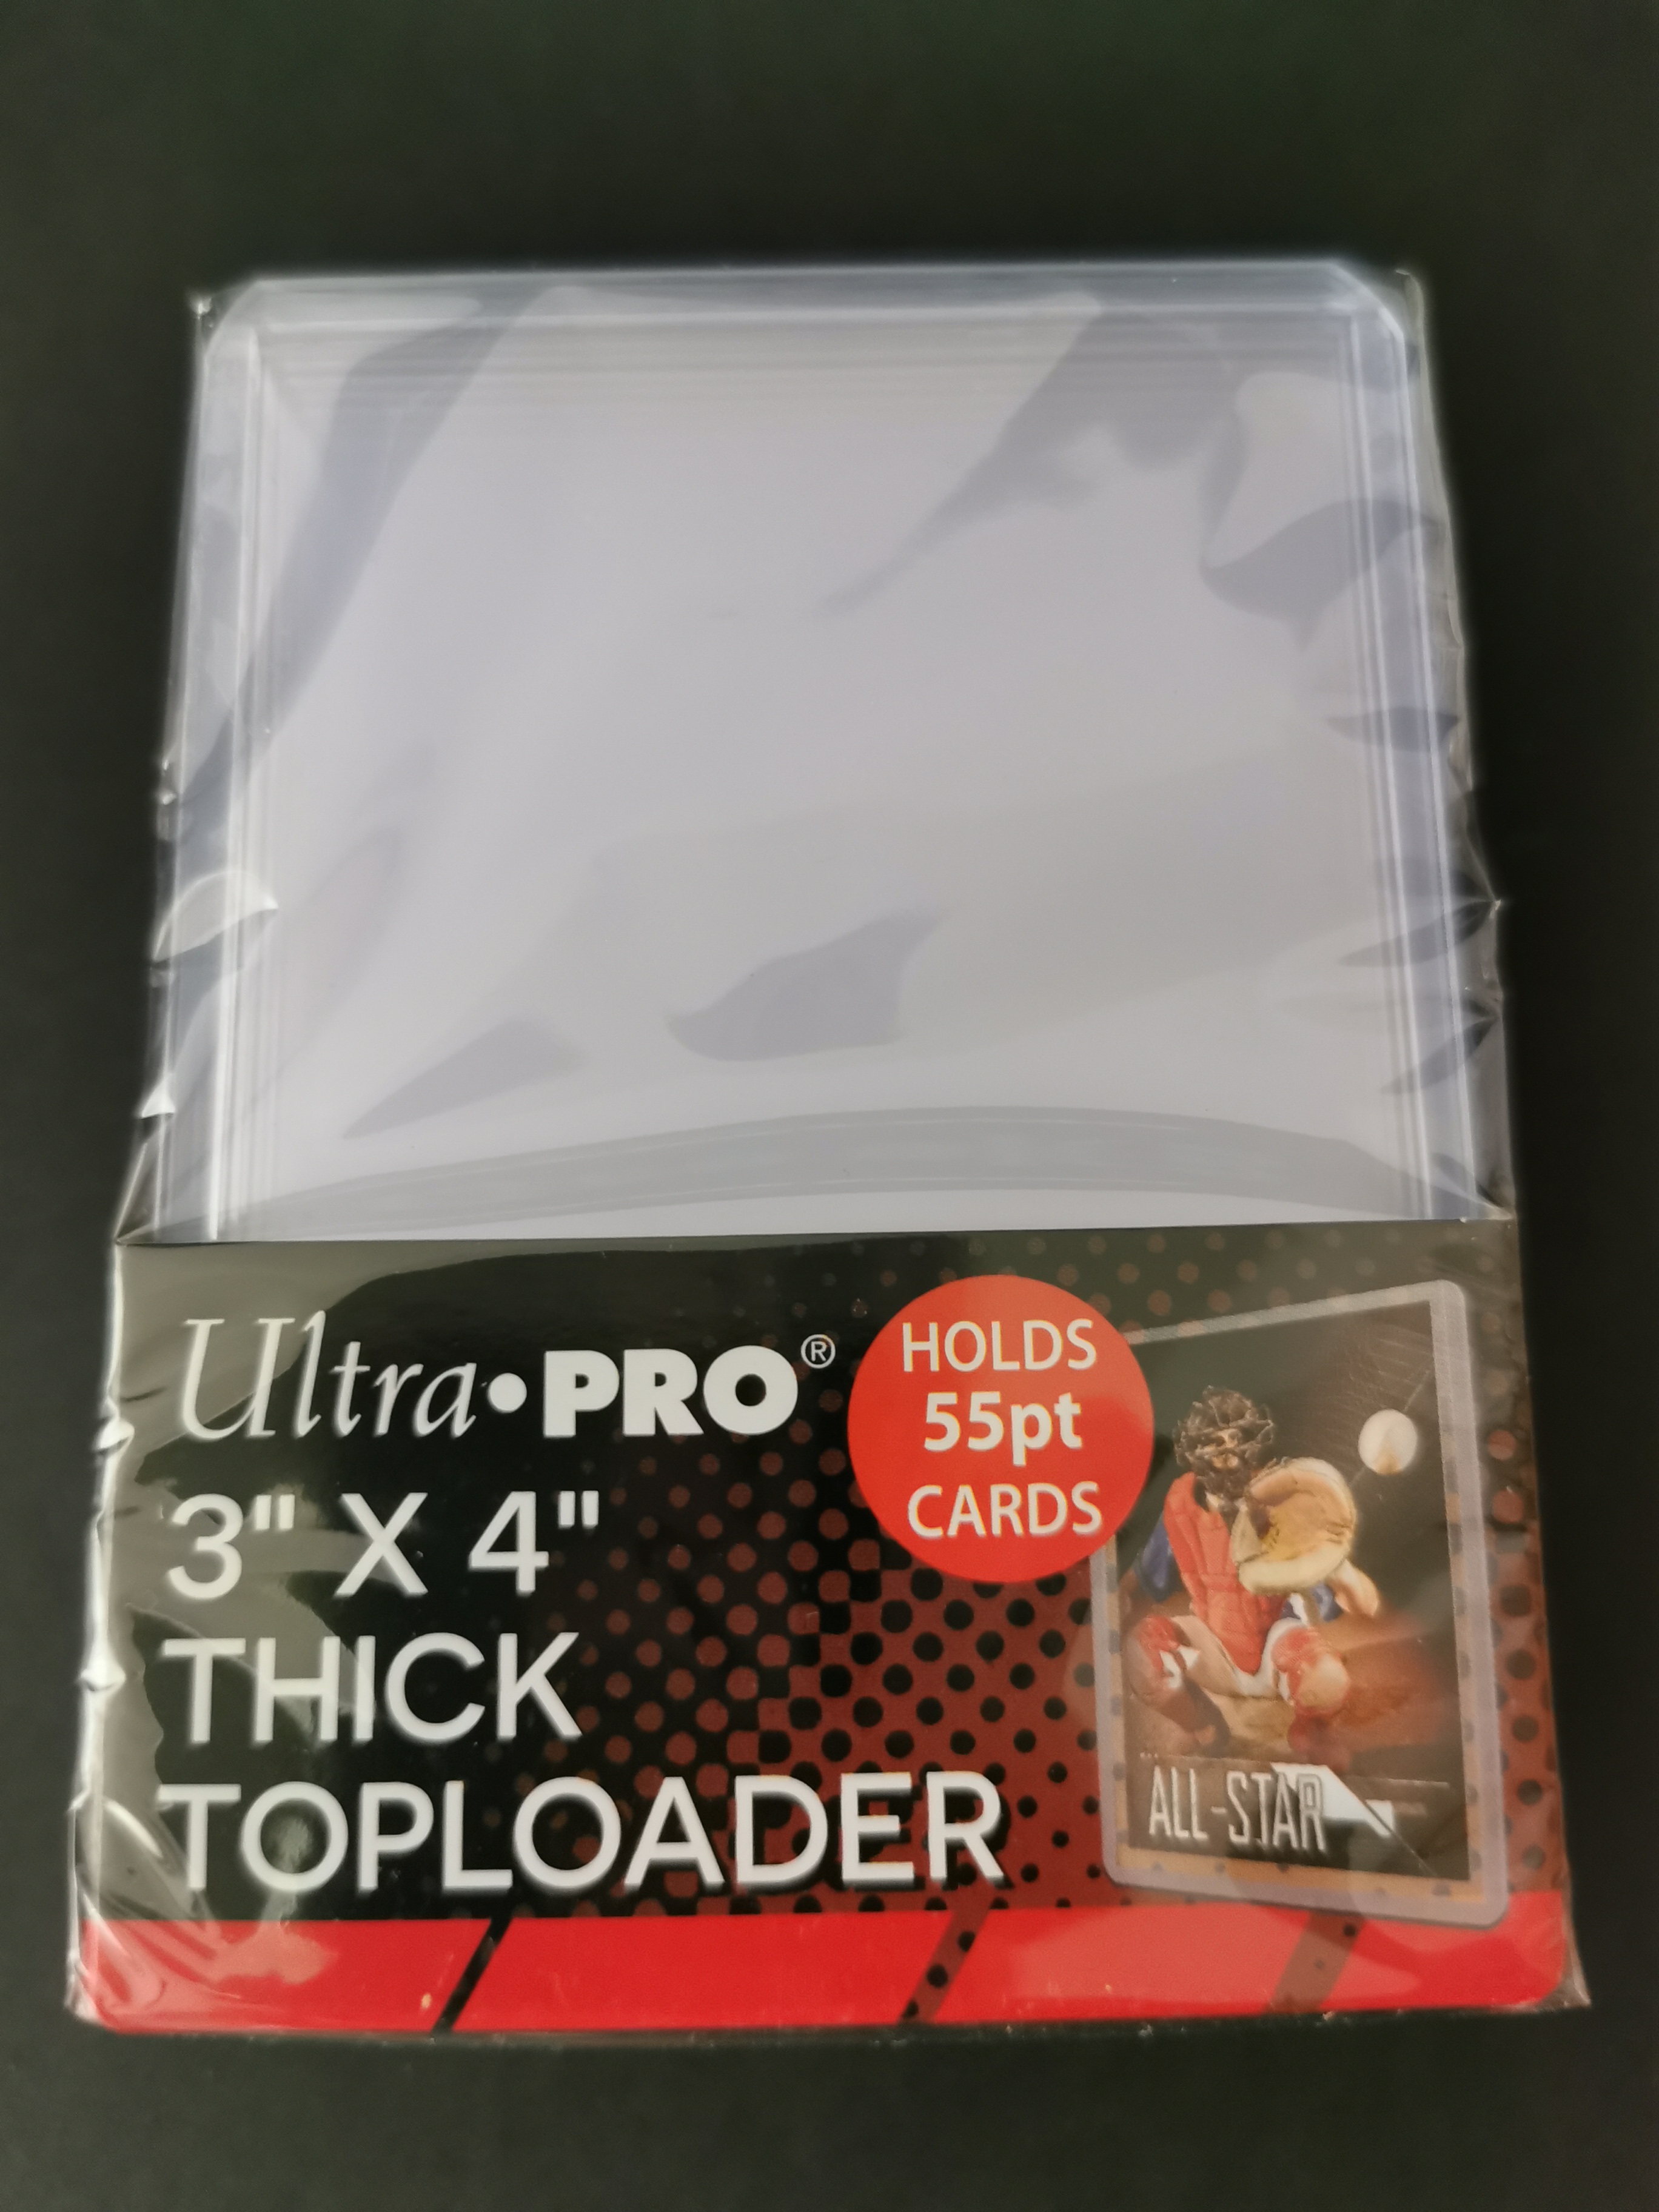 Ultra•PRO®
3" X 4"
THICK
TOPLOADER
HOLDS
55pt
CARDS
ALL-STAR